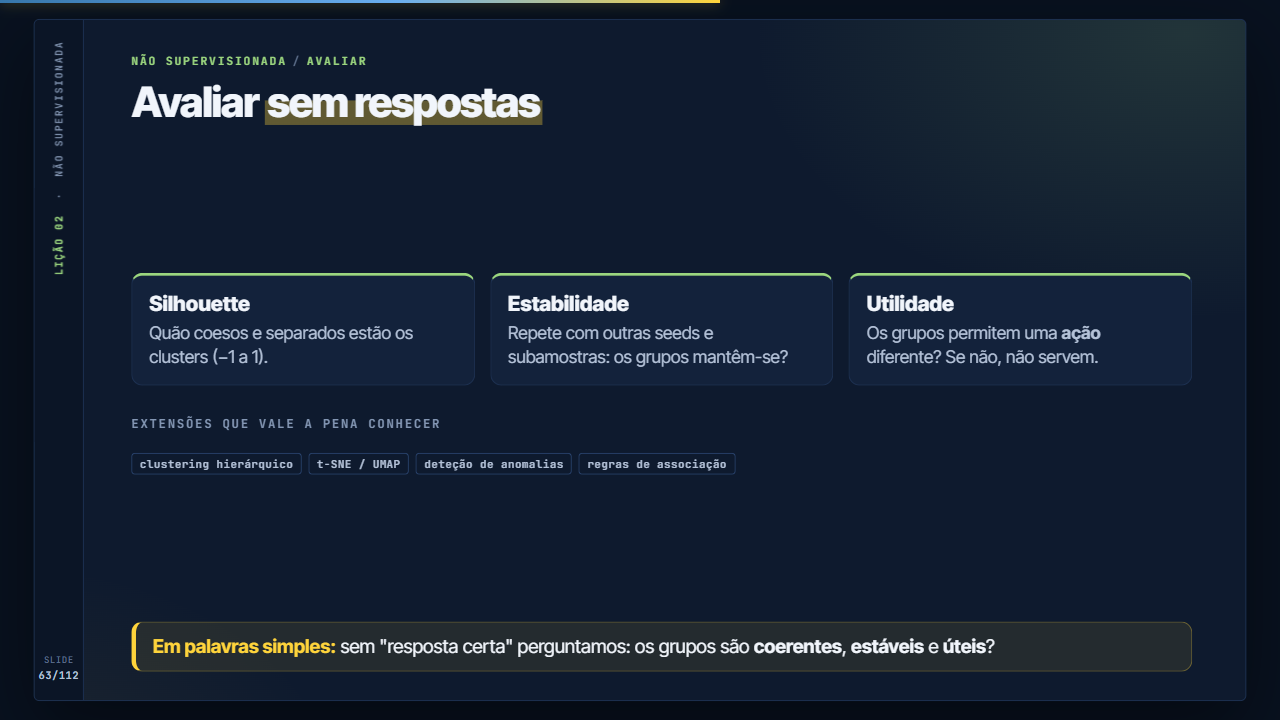 NÃO SUPERVISIONADA / AVALIAR
Avaliar sem respostas
LIÇÃO 02 · NÃO SUPERVISIONADA
Silhouette
Quão coesos e separados estão os
clusters (−1 a 1).
Estabilidade
Repete com outras seeds e
subamostras: os grupos mantêm-se?
Utilidade
Os grupos permitem uma ação
diferente? Se não, não servem.
EXTENSÕES QUE VALE A PENA CONHECER
clustering hierárquico
t-SNE / UMAP
deteção de anomalias
regras de associação
Em palavras simples: sem "resposta certa" perguntamos: os grupos são coerentes, estáveis e úteis?
SLIDE
63/112